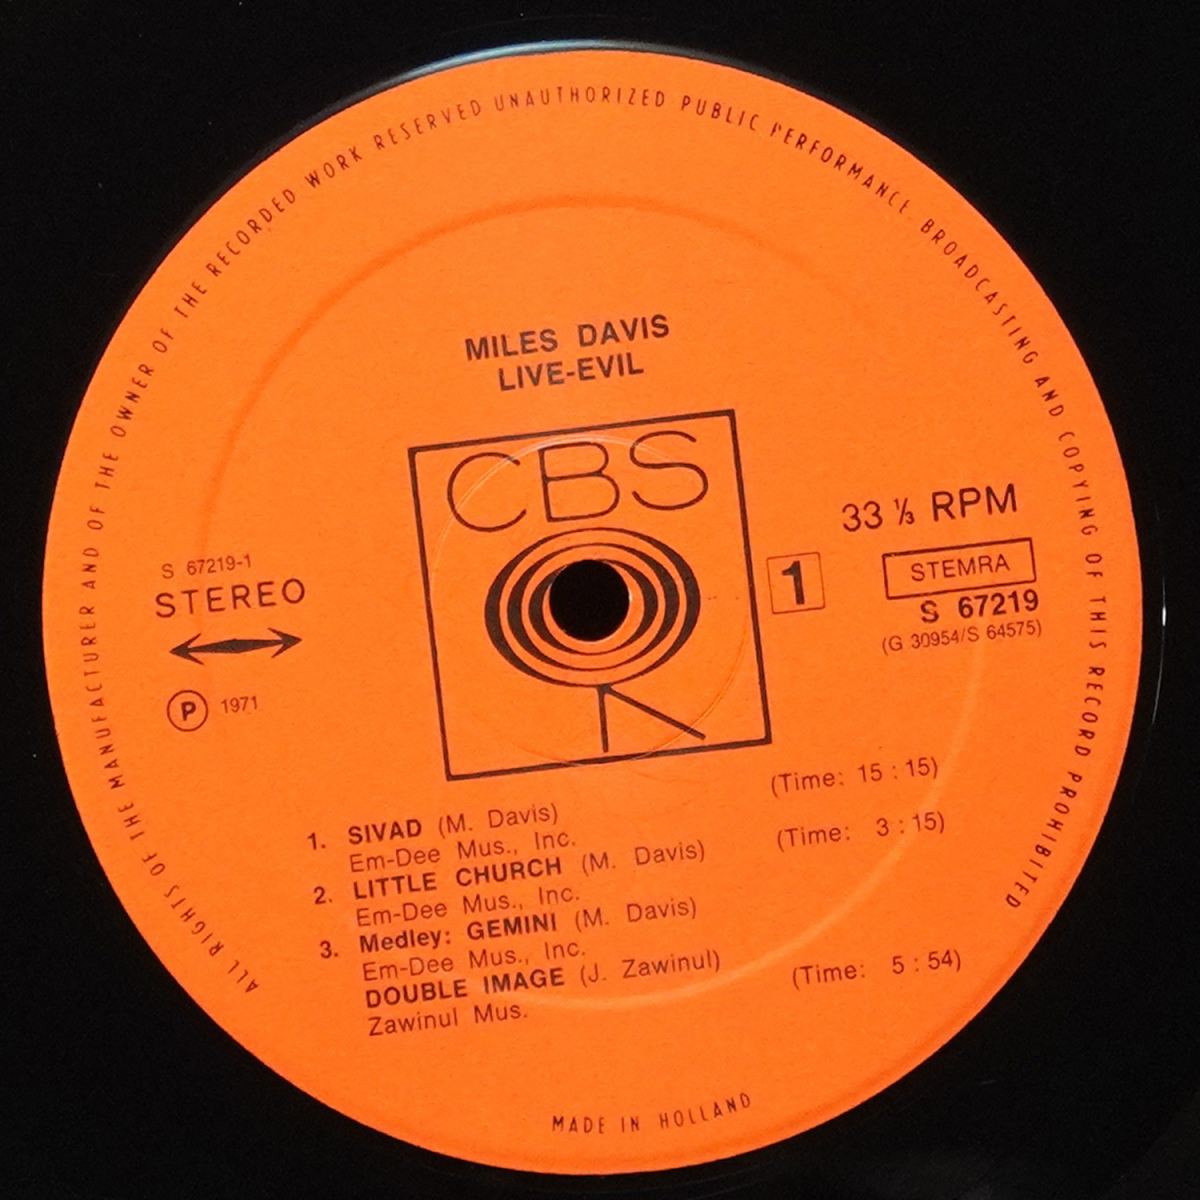 ALL RIGHTS OF THE MANUFACTURER AND OF THE OWNER OF THE RECORDED WORK RESERVED UNAUTHORIZED PUBLIC PERFORMANCE, BROADCASTING AND COPYING OF THIS RECORD PROHIBITED
MILES DAVIS
LIVE-EVIL
CBS
33 ⅓ RPM
S 67219-1
STEREO
STEMRA
1
S 67219
(G 30954/S 64575)
P 1971
(Time: 15 : 15)
1. SIVAD (M. Davis)
Em-Dee Mus., Inc.
(Time: 3 : 15)
2. LITTLE CHURCH (M. Davis)
Em-Dee Mus., Inc.
3. Medley: GEMINI (M. Davis)
Em-Dee Mus., Inc.
DOUBLE IMAGE (J. Zawinul) (Time: 5 : 54)
Zawinul Mus.
MADE IN HOLLAND